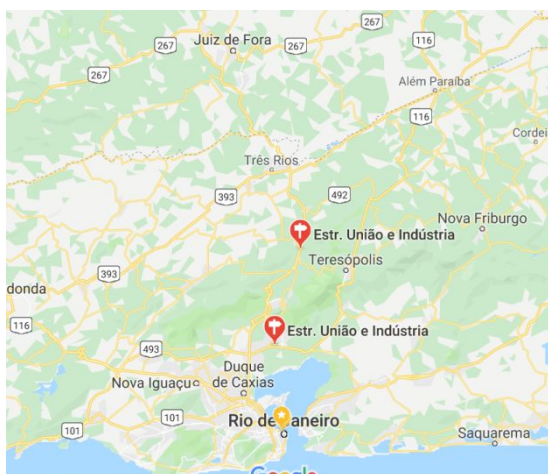 267
116
Juiz de Fora
267
267
Além Paraíba
116
Cordei
Três Rios
393
492
Estr. União e Indústria
Nova Friburgo
Teresópolis
393
donda
116
Estr. União e Indústria
493
Duque
de Caxias
Nova Iguaçu
101
101
Rio de Janeiro
Saquarema
Google